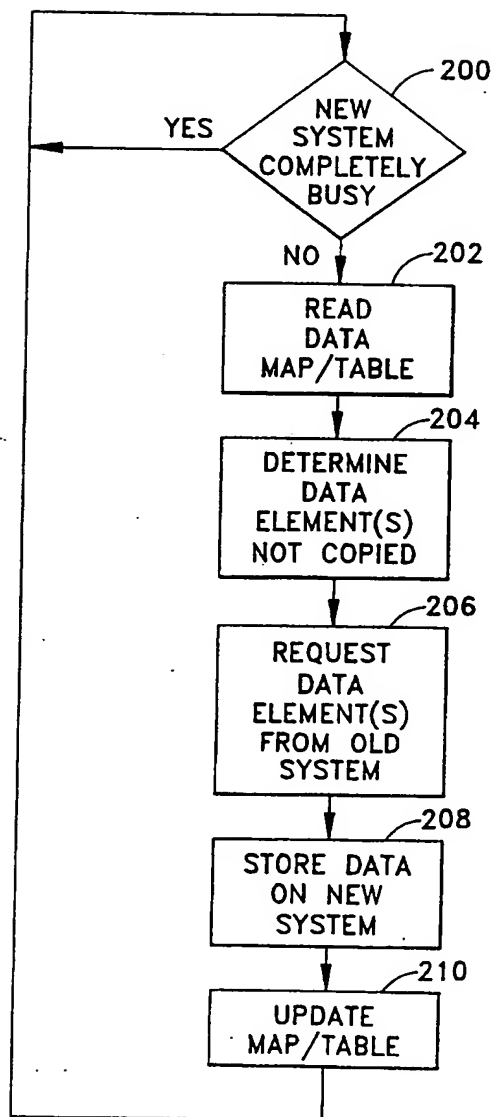 200
NEW
SYSTEM
COMPLETELY
BUSY
YES
NO
202
READ
DATA
MAP/TABLE
204
DETERMINE
DATA
ELEMENT(S)
NOT COPIED
206
REQUEST
DATA
ELEMENT(S)
FROM OLD
SYSTEM
208
STORE DATA
ON NEW
SYSTEM
210
UPDATE
MAP/TABLE